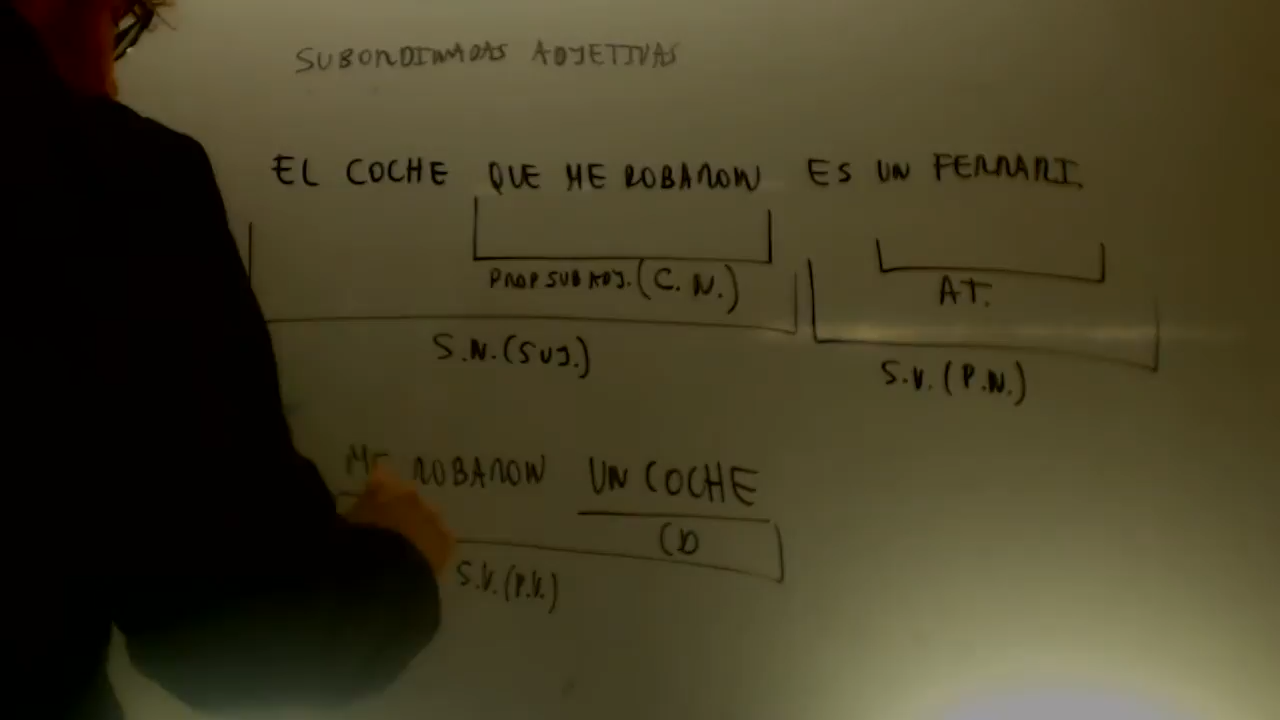 SUBORDINADAS ADJETIVAS
EL COCHE QUE ME ROBARON ES UN FERRARI.
PROP SUB ADJ. (C. N.)
AT.
S.N. (SUJ.)
S.V. (P.N.)
ME ROBARON UN COCHE
CD
S.V. (P.V.)